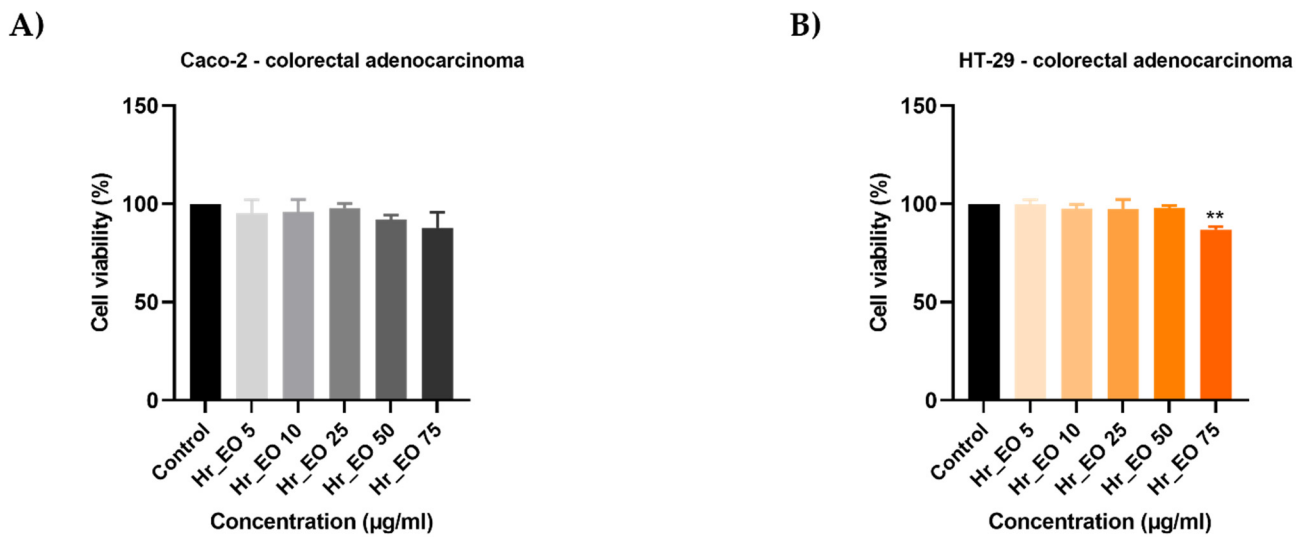 A)
Caco-2 - colorectal adenocarcinoma
150
100
50
0
Cell viability (%)
Control
Hr_EO 5
Hr_EO 10
Hr_EO 25
Hr_EO 50
Hr_EO 75
Concentration (µg/ml)
B)
HT-29 - colorectal adenocarcinoma
150
100
50
0
Cell viability (%)
**
Control
Hr_EO 5
Hr_EO 10
Hr_EO 25
Hr_EO 50
Hr_EO 75
Concentration (µg/ml)